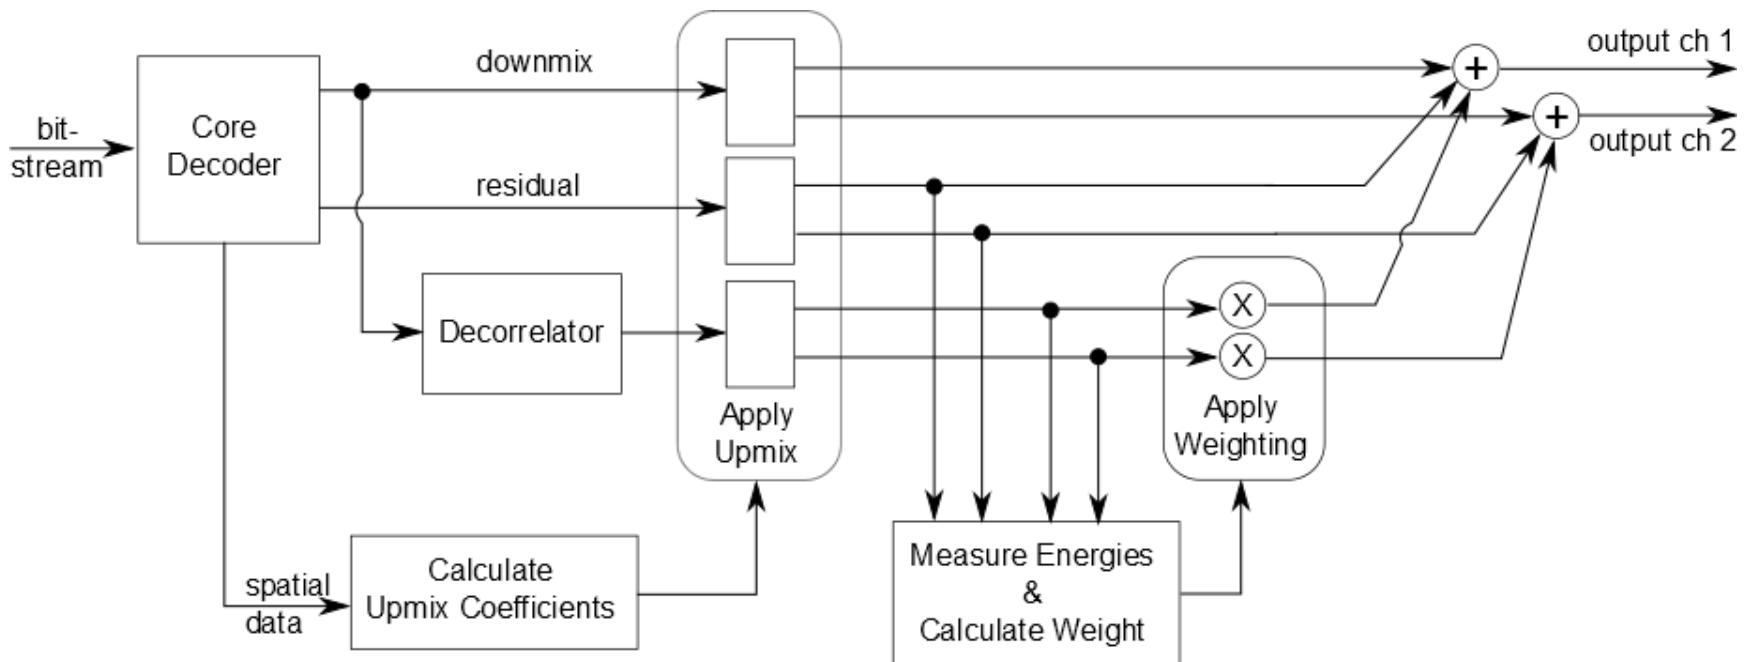 output ch 1
downmix
+
+
bit-
stream
Core
Decoder
output ch 2
residual
X
Decorrelator
X
Apply
Upmix
Apply
Weighting
spatial
data
Calculate
Upmix Coefficients
Measure Energies
&
Calculate Weight